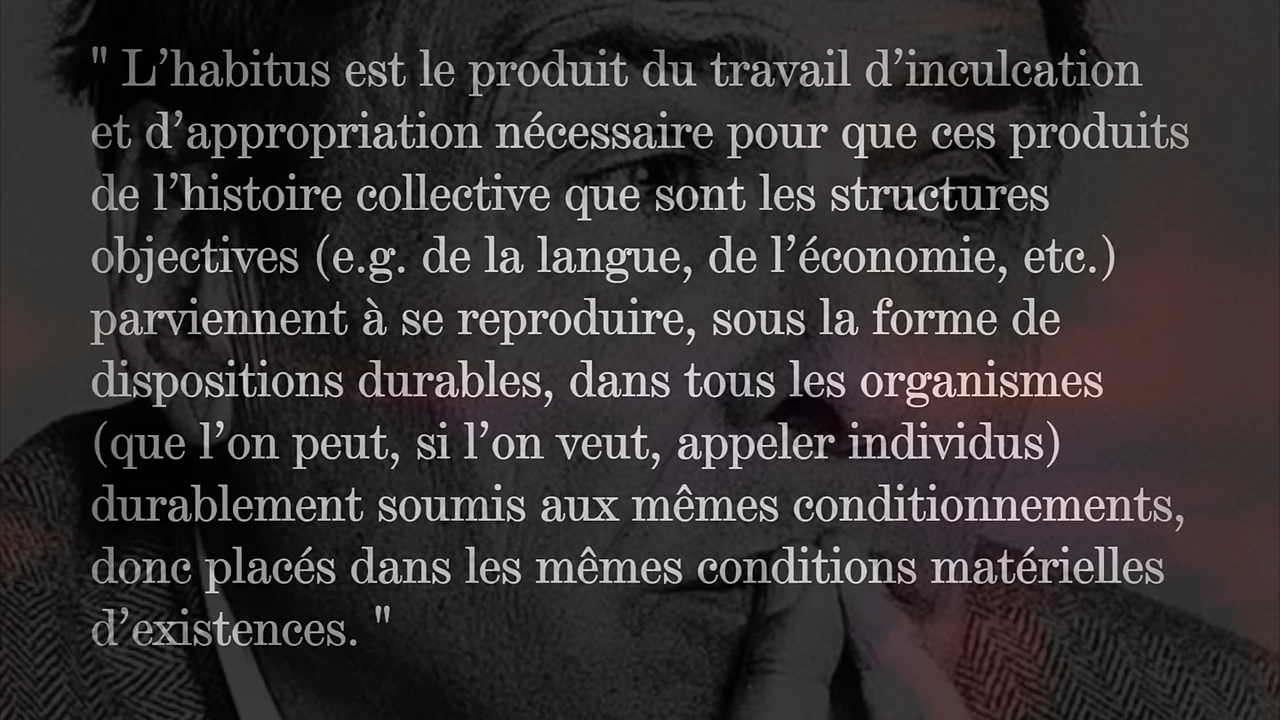 " L’habitus est le produit du travail d’inculcation
et d’appropriation nécessaire pour que ces produits
de l’histoire collective que sont les structures
objectives (e.g. de la langue, de l’économie, etc.)
parviennent à se reproduire, sous la forme de
dispositions durables, dans tous les organismes
(que l’on peut, si l’on veut, appeler individus)
durablement soumis aux mêmes conditionnements,
donc placés dans les mêmes conditions matérielles
d’existences. "